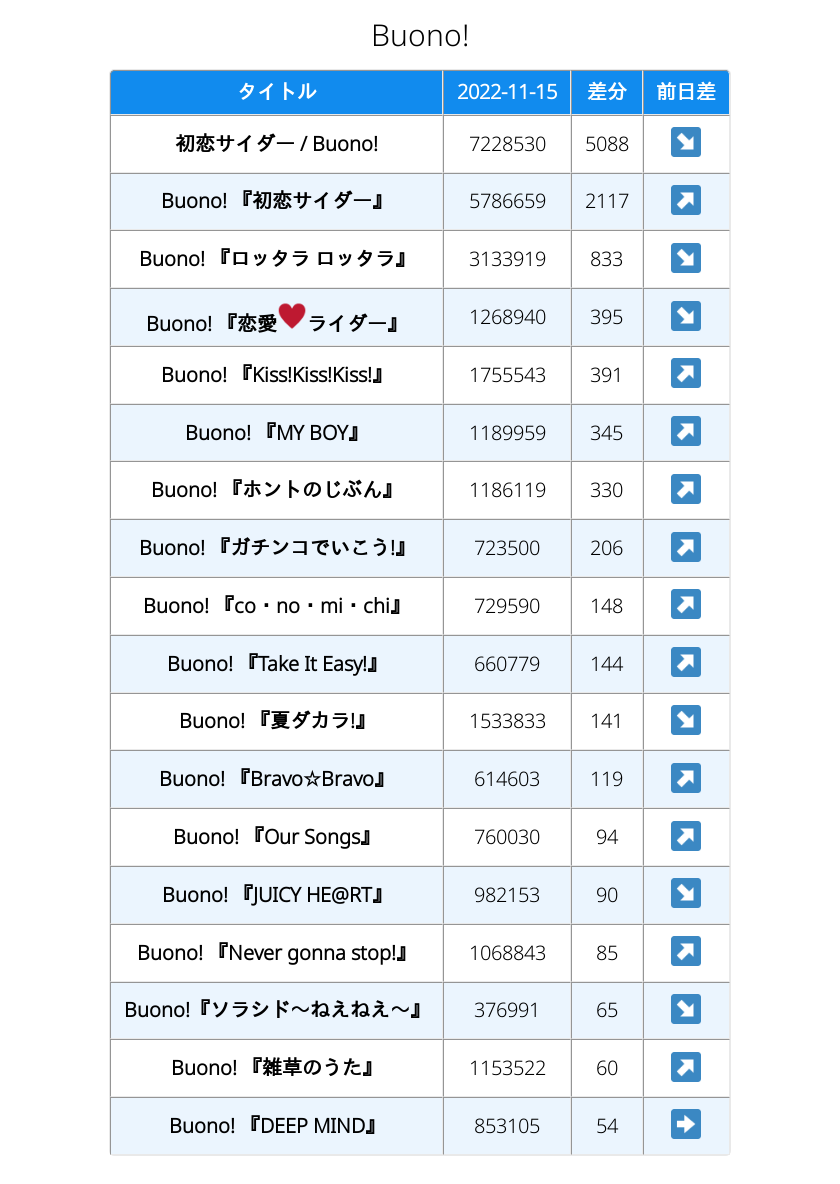 Buono!
タイトル 2022-11-15 差分 前日差
初恋サイダー / Buono! 7228530 5088 ↘
Buono! 『初恋サイダー』 5786659 2117 ↗
Buono! 『ロッタラ ロッタラ』 3133919 833 ↘
Buono! 『恋愛♥ライダー』 1268940 395 ↘
Buono! 『Kiss!Kiss!Kiss!』 1755543 391 ↗
Buono! 『MY BOY』 1189959 345 ↗
Buono! 『ホントのじぶん』 1186119 330 ↗
Buono! 『ガチンコでいこう!』 723500 206 ↗
Buono! 『co・no・mi・chi』 729590 148 ↗
Buono! 『Take It Easy!』 660779 144 ↗
Buono! 『夏ダカラ!』 1533833 141 ↘
Buono! 『Bravo☆Bravo』 614603 119 ↗
Buono! 『Our Songs』 760030 94 ↗
Buono! 『JUICY HE@RT』 982153 90 ↘
Buono! 『Never gonna stop!』 1068843 85 ↗
Buono!『ソラシド～ねえねえ～』 376991 65 ↘
Buono! 『雑草のうた』 1153522 60 ↗
Buono! 『DEEP MIND』 853105 54 ➡